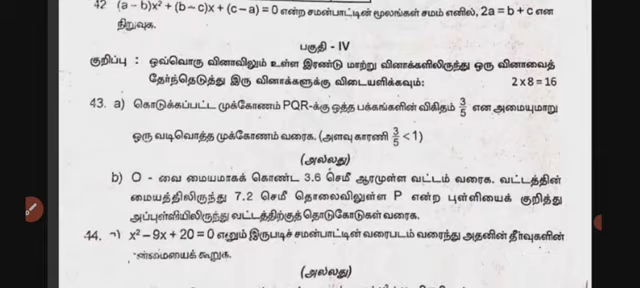 42 (a – b)x² + (b – c)x + (c – a) = 0 என்ற சமன்பாட்டின் மூலங்கள் சமம் எனில், 2a = b + c என
நிறுவுக.
பகுதி - IV
குறிப்பு : ஒவ்வொரு வினாவிலும் உள்ள இரண்டு மாற்று வினாக்களிலிருந்து ஒரு வினாவைத்
தேர்ந்தெடுத்து இரு வினாக்களுக்கு விடையளிக்கவும்: 2 x 8 = 16
43. a) கொடுக்கப்பட்ட முக்கோணம் PQR-க்கு ஒத்த பக்கங்களின் விகிதம் 3/5 என அமையுமாறு
ஒரு வடிவொத்த முக்கோணம் வரைக. (அளவு காரணி 3/5 < 1)
(அல்லது)
b) O - வை மையமாகக் கொண்ட 3.6 செமீ ஆரமுள்ள வட்டம் வரைக. வட்டத்தின்
மையத்திலிருந்து 7.2 செமீ தொலைவிலுள்ள P என்ற புள்ளியைக் குறித்து
அப்புள்ளியிலிருந்து வட்டத்திற்குத்தொடுகோடுகள் வரைக.
44. x² – 9x + 20 = 0 எனும் இருபடிச் சமன்பாட்டின் வரைபடம் வரைந்து அதனின் தீர்வுகளின்
கூறுக.
(அல்லது)